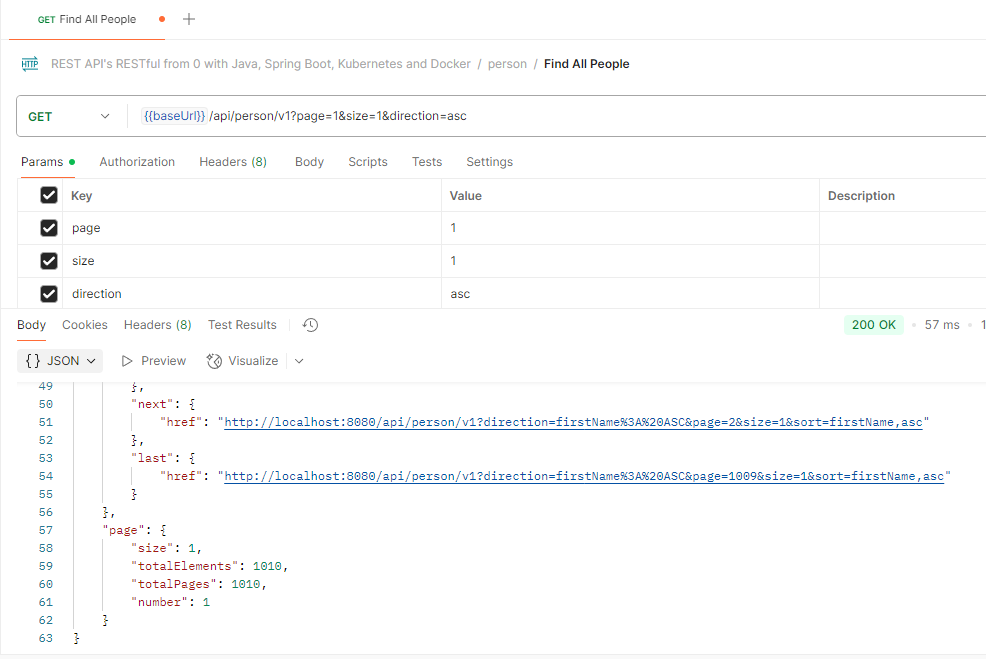 GET Find All People
HTTP REST API's RESTful from 0 with Java, Spring Boot, Kubernetes and Docker / person / Find All People
GET {{baseUrl}} /api/person/v1?page=1&size=1&direction=asc
Params Authorization Headers (8) Body Scripts Tests Settings
Key Value Description
page 1
size 1
direction asc
Body Cookies Headers (8) Test Results 200 OK 57 ms 1
{} JSON Preview Visualize
49 },
50 "next": {
51 "href": "http://localhost:8080/api/person/v1?direction=firstName%3A%20ASC&page=2&size=1&sort=firstName,asc"
52 },
53 "last": {
54 "href": "http://localhost:8080/api/person/v1?direction=firstName%3A%20ASC&page=1009&size=1&sort=firstName,asc"
55 }
56 },
57 "page": {
58 "size": 1,
59 "totalElements": 1010,
60 "totalPages": 1010,
61 "number": 1
62 }
63 }